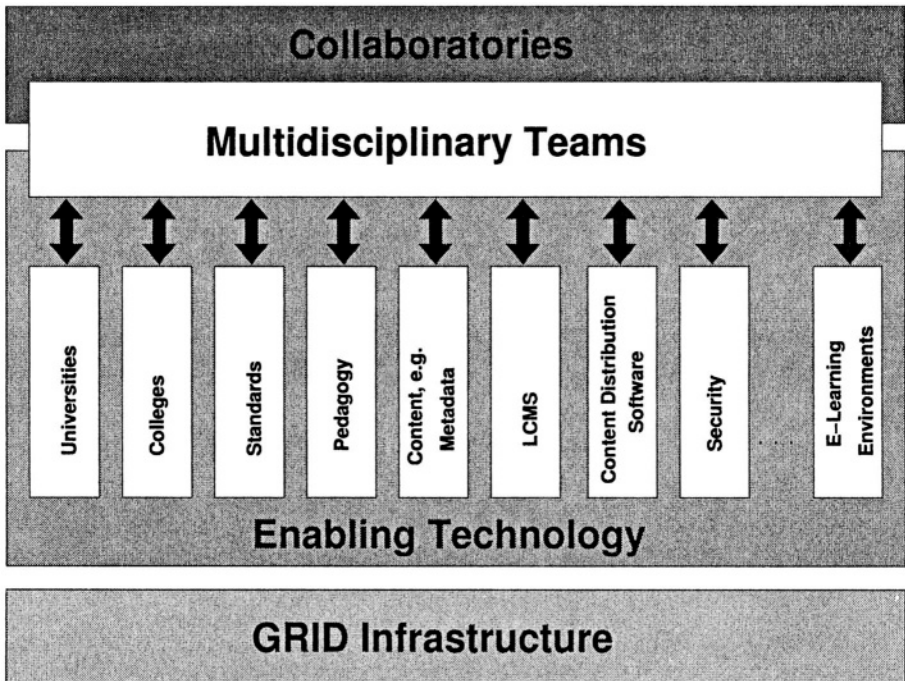 Collaboratories
Multidisciplinary Teams
Universities
Colleges
Standards
Pedagogy
Content, e.g.
Metadata
LCMS
Content Distribution
Software
Security
. . . . .
E–Learning
Environments
Enabling Technology
GRID Infrastructure